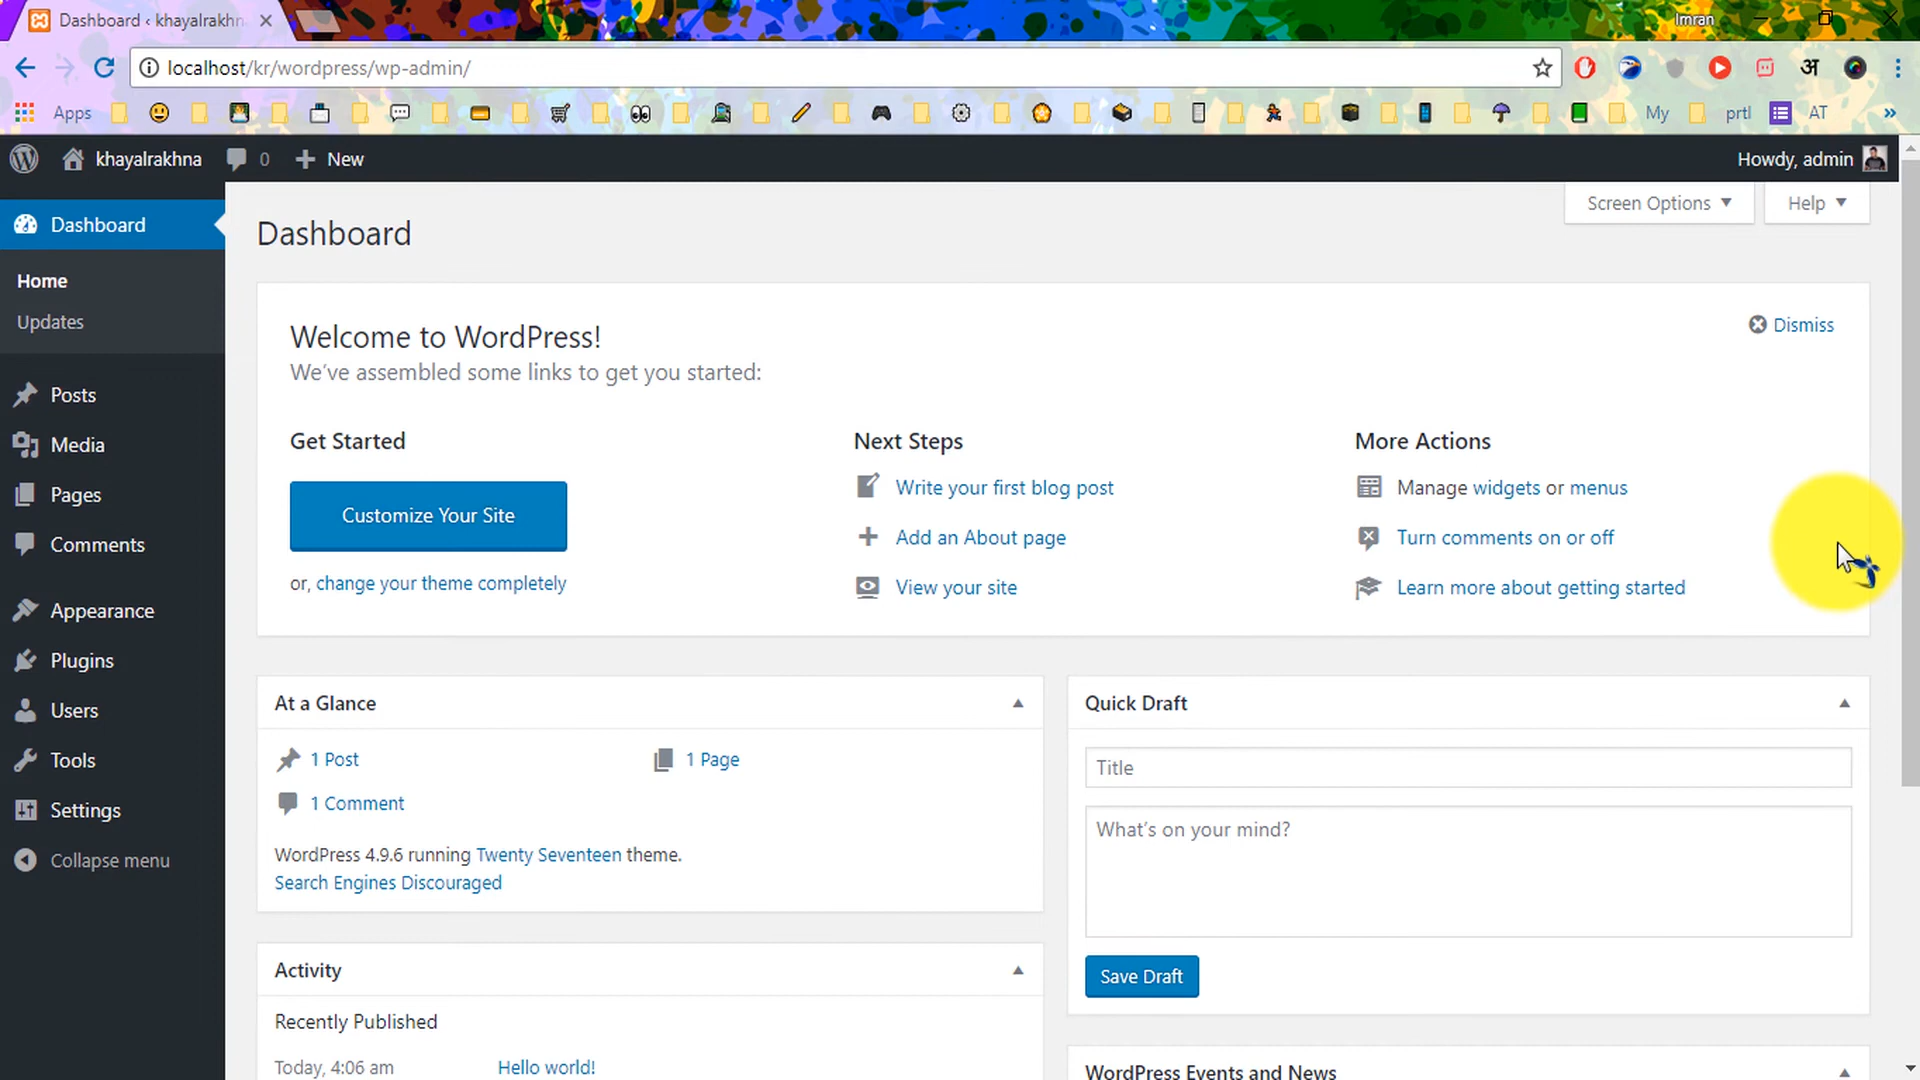 Dashboard ‹ khayalrakhn
Imran
localhost/kr/wordpress/wp-admin/
अ
Apps
My
prtl
AT
»
khayalrakhna
0
New
Howdy, admin
Dashboard
Home
Updates
Posts
Media
Pages
Comments
Appearance
Plugins
Users
Tools
Settings
Collapse menu
Dashboard
Screen Options
Help
Welcome to WordPress!
We've assembled some links to get you started:
Dismiss
Get Started
Customize Your Site
or, change your theme completely
Next Steps
Write your first blog post
Add an About page
View your site
More Actions
Manage widgets or menus
Turn comments on or off
Learn more about getting started
At a Glance
1 Post
1 Page
1 Comment
WordPress 4.9.6 running Twenty Seventeen theme.
Search Engines Discouraged
Activity
Recently Published
Today, 4:06 am
Hello world!
Quick Draft
Title
What's on your mind?
Save Draft
WordPress Events and News